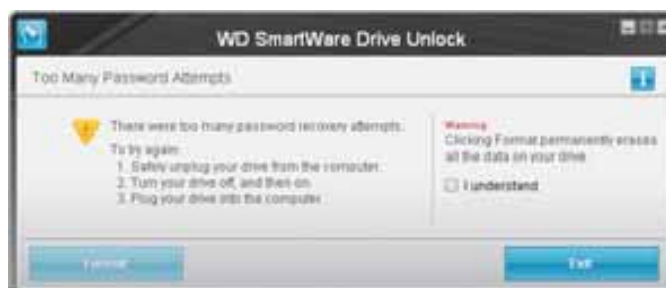 WD SmartWare Drive Unlock
Too Many Password Attempts
There were too many password recovery attempts.
To try again:
1. Safely unplug your drive from the computer.
2. Turn your drive off, and then on.
3. Plug your drive into the computer.
Warning
Clicking Format permanently erases
all the data on your drive
I understand
Format
Exit